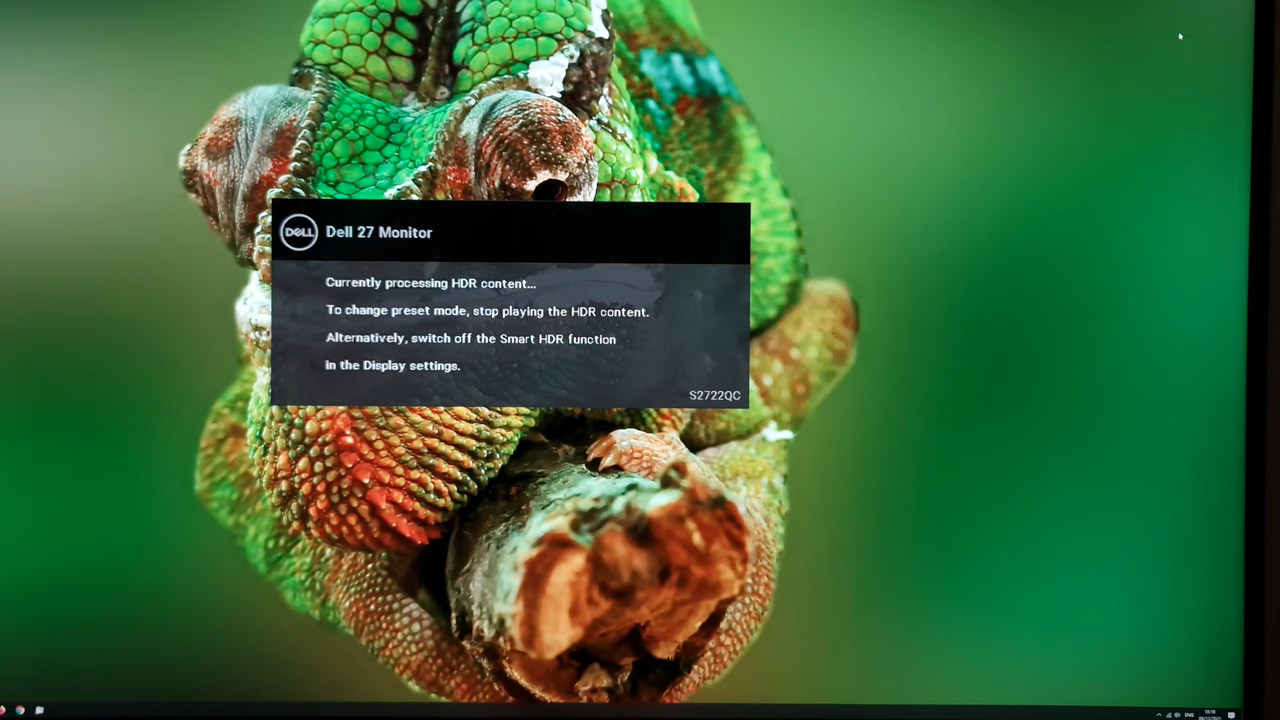 DELL
Dell 27 Monitor
Currently processing HDR content...
To change preset mode, stop playing the HDR content.
Alternatively, switch off the Smart HDR function
in the Display settings.
S2722QC
ENG